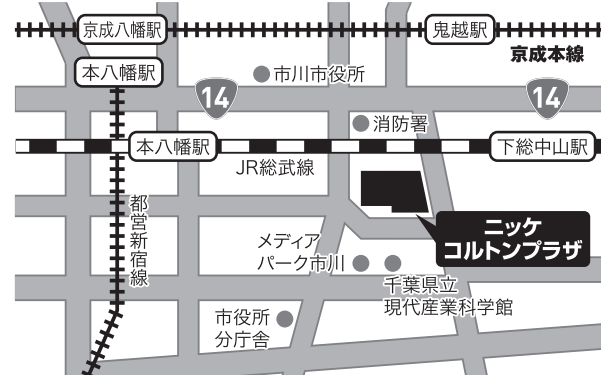 京成八幡駅
鬼越駅
京成本線
本八幡駅
市川市役所
14
14
消防署
本八幡駅
下総中山駅
JR総武線
都営新宿線
ニッケ
コルトンプラザ
メディア
パーク市川
千葉県立
現代産業科学館
市役所
分庁舎